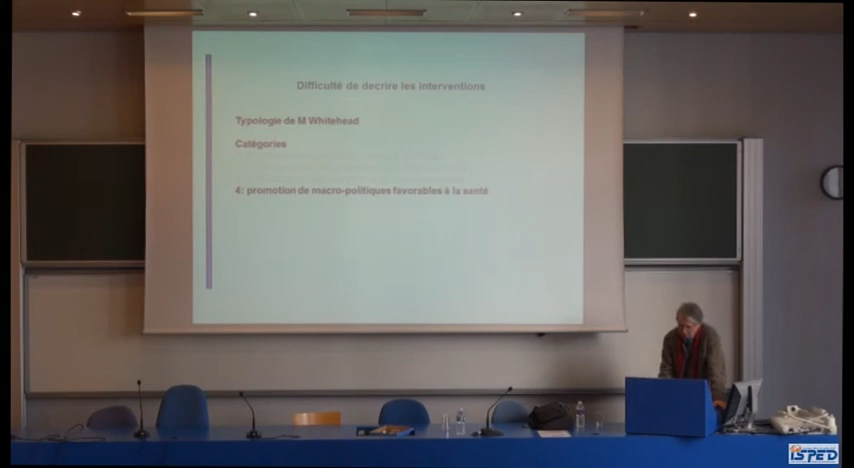 Difficulté de decrire les interventions
Typologie de M Whitehead
Catégories
4: promotion de macro-politiques favorables à la santé
ISPED